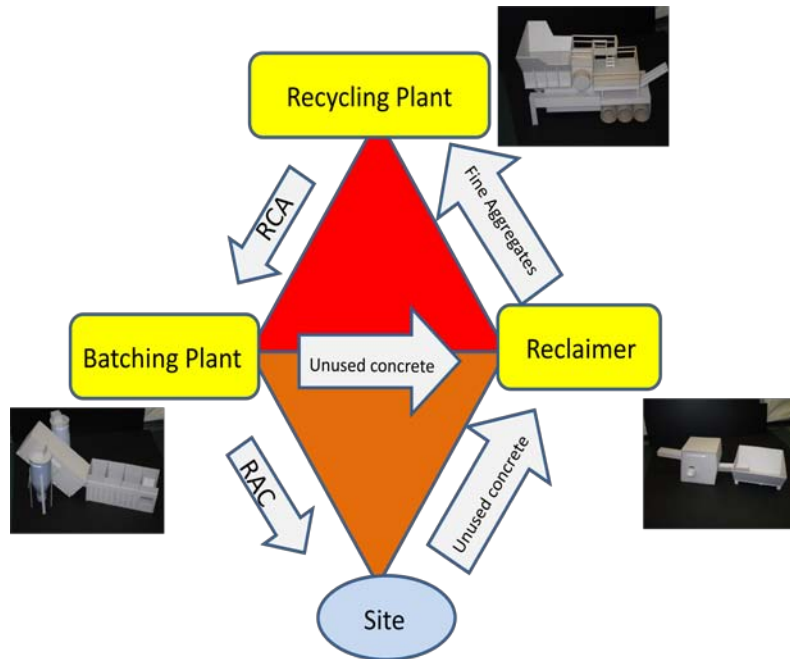 Recycling Plant
RCA
Fine Aggregates
Batching Plant
Unused concrete
Reclaimer
RAC
Unused concrete
Site